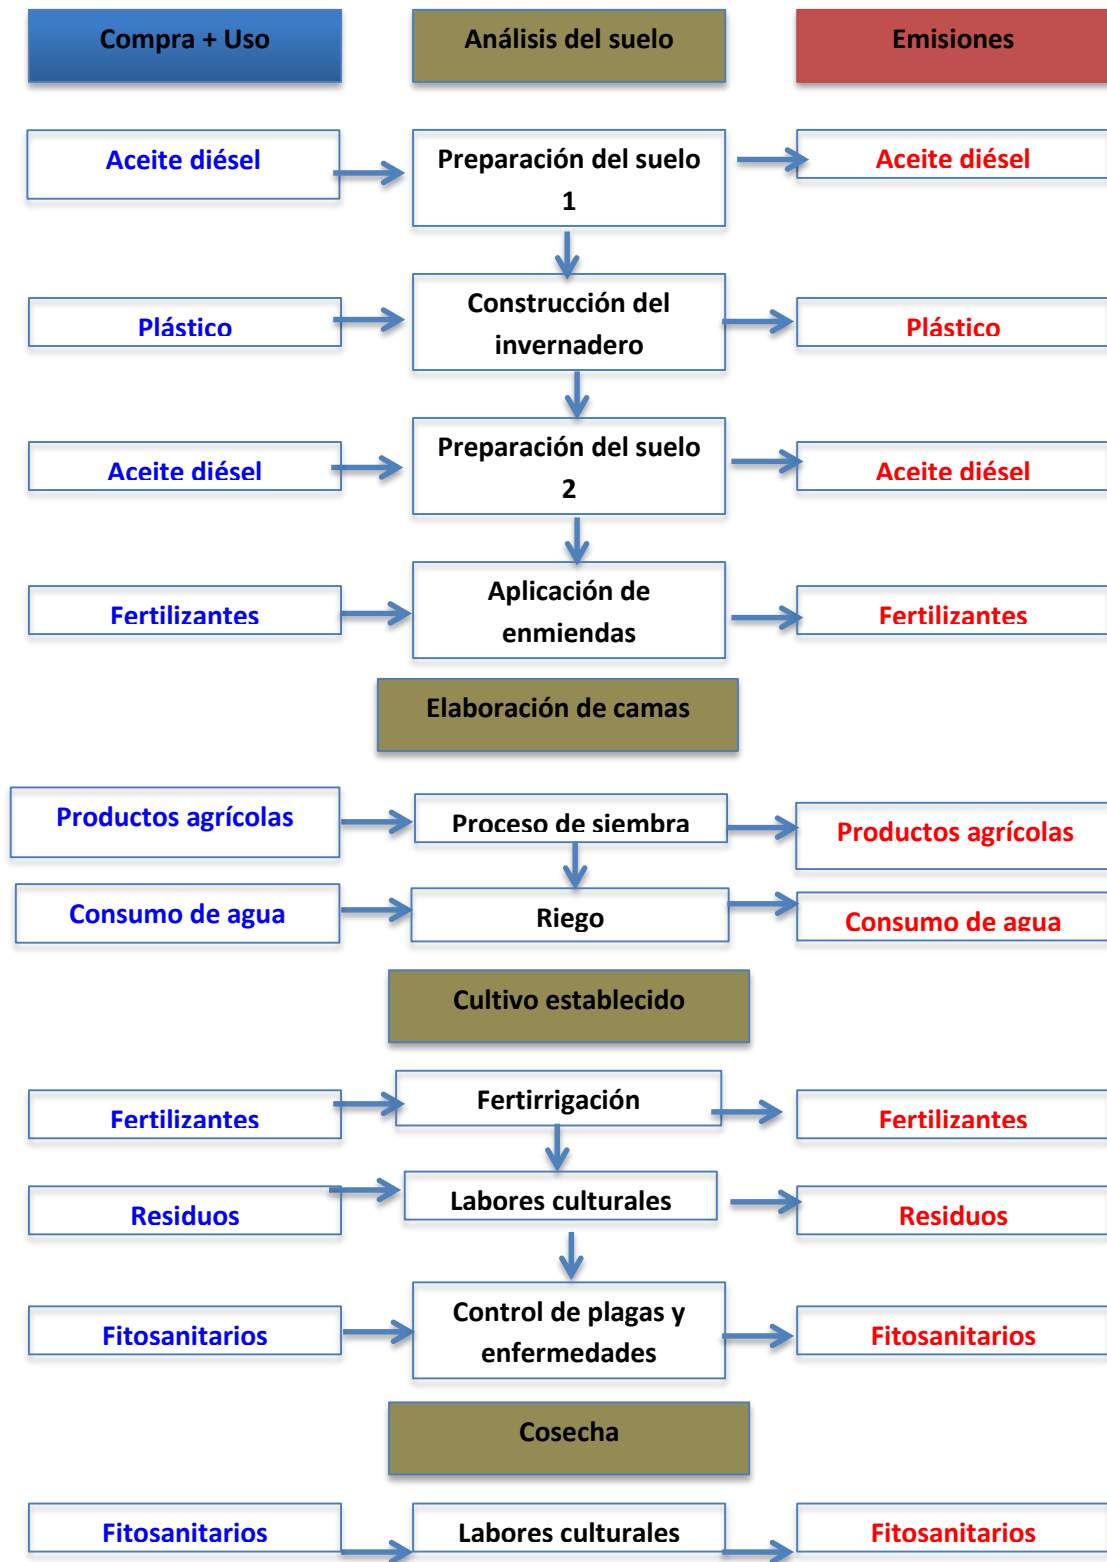 Compra + Uso
Análisis del suelo
Emisiones
Aceite diésel
Preparación del suelo
1
Aceite diésel
Plástico
Construcción del
invernadero
Plástico
Aceite diésel
Preparación del suelo
2
Aceite diésel
Fertilizantes
Aplicación de
enmiendas
Fertilizantes
Elaboración de camas
Productos agrícolas
Proceso de siembra
Productos agrícolas
Consumo de agua
Riego
Consumo de agua
Cultivo establecido
Fertilizantes
Fertirrigación
Fertilizantes
Residuos
Labores culturales
Residuos
Fitosanitarios
Control de plagas y
enfermedades
Fitosanitarios
Cosecha
Fitosanitarios
Labores culturales
Fitosanitarios